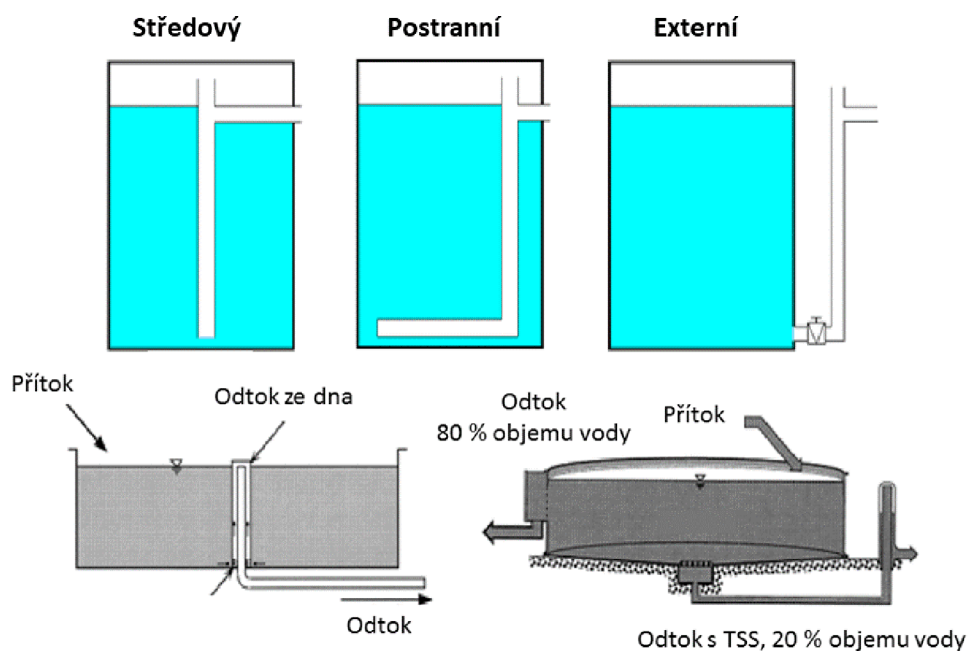 Středový
Postranní
Externí
Přítok
Odtok ze dna
Odtok
80 % objemu vody
Přítok
Odtok
Odtok s TSS, 20 % objemu vody